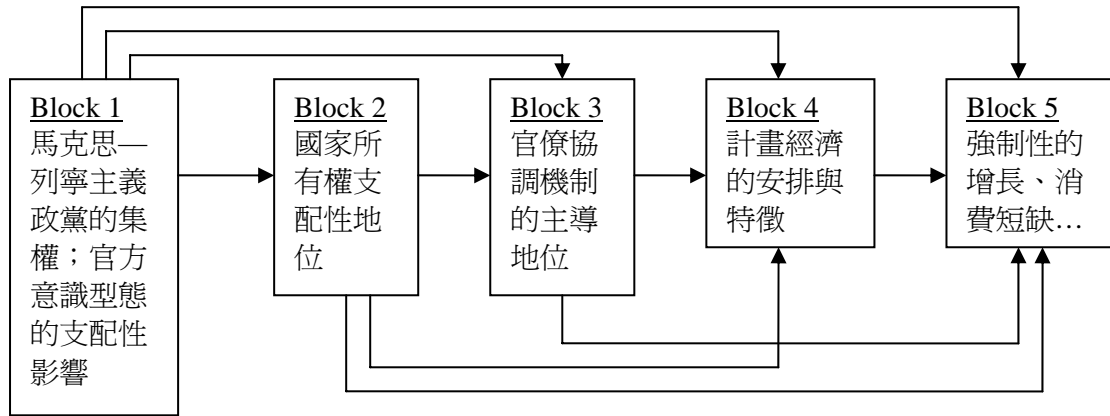 Block 1
馬克思—
列寧主義
政黨的集
權；官方
意識型態
的支配性
影響
Block 2
國家所
有權支
配性地
位
Block 3
官僚協
調機制
的主導
地位
Block 4
計畫經濟
的安排與
特徵
Block 5
強制性的
增長、消
費短缺…